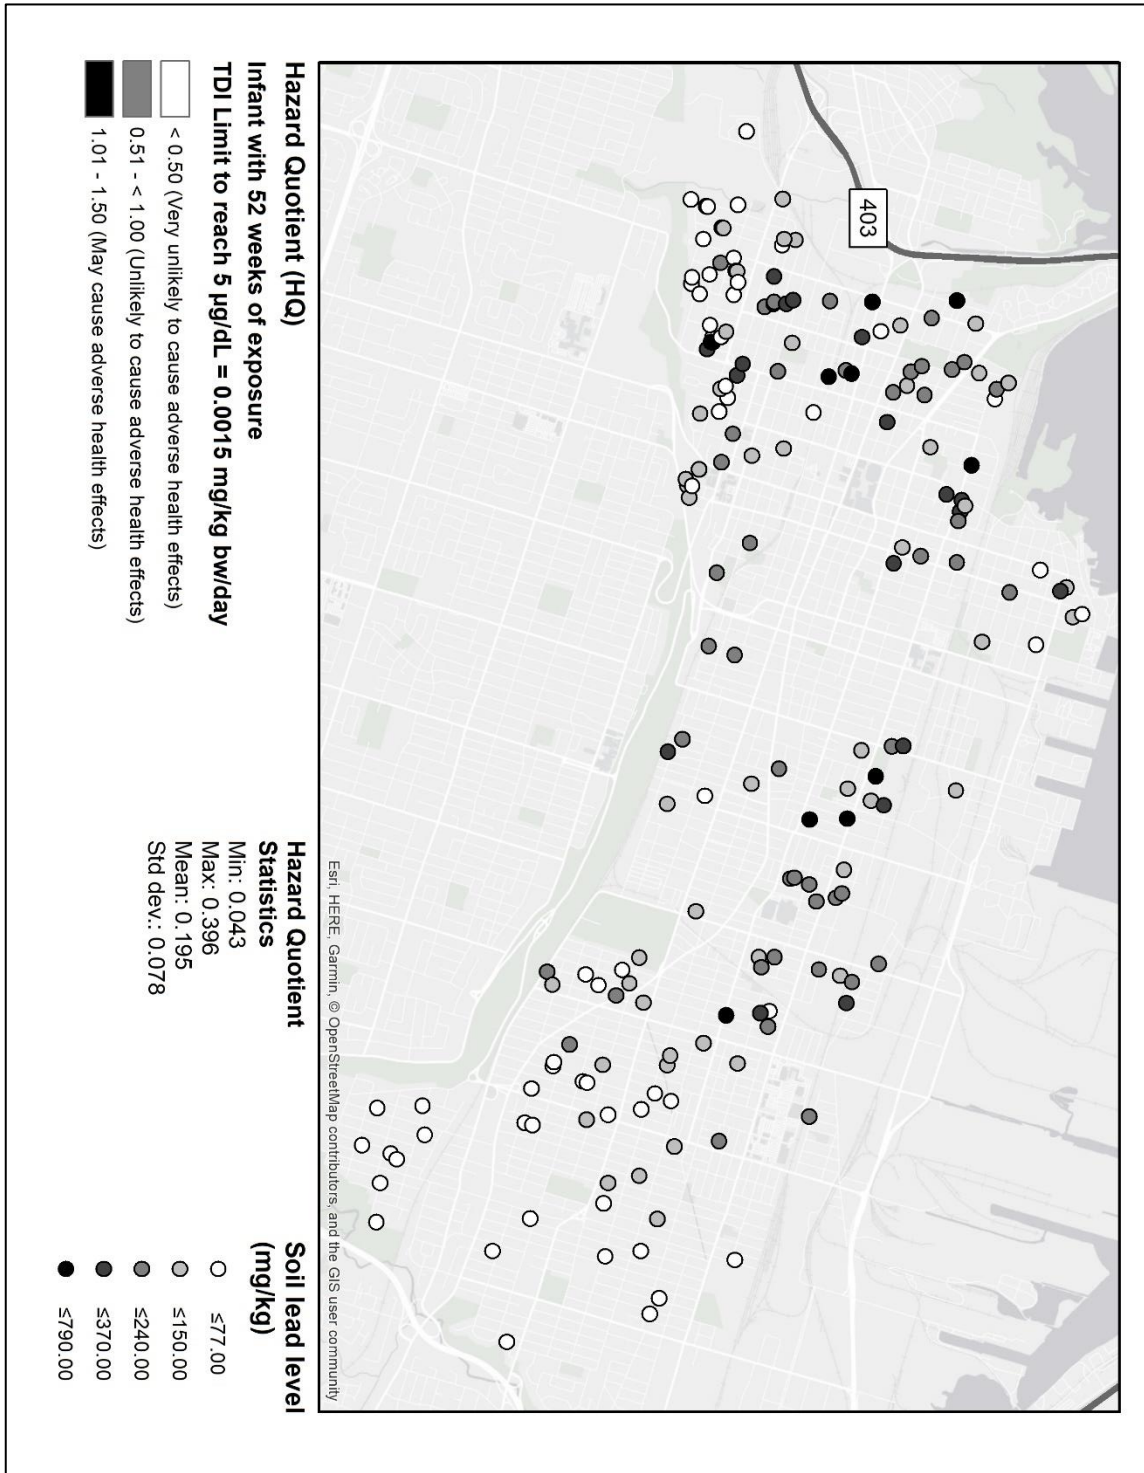 403
Esri, HERE, Garmin, © OpenStreetMap contributors, and the GIS user community
Hazard Quotient (HQ)
Infant with 52 weeks of exposure
TDI Limit to reach 5 µg/dL = 0.0015 mg/kg bw/day
< 0.50 (Very unlikely to cause adverse health effects)
0.51 - < 1.00 (Unlikely to cause adverse health effects)
1.01 - 1.50 (May cause adverse health effects)
Hazard Quotient
Statistics
Min: 0.043
Max: 0.396
Mean: 0.195
Std dev.: 0.078
Soil lead level
(mg/kg)
≤77.00
≤150.00
≤240.00
≤370.00
≤790.00